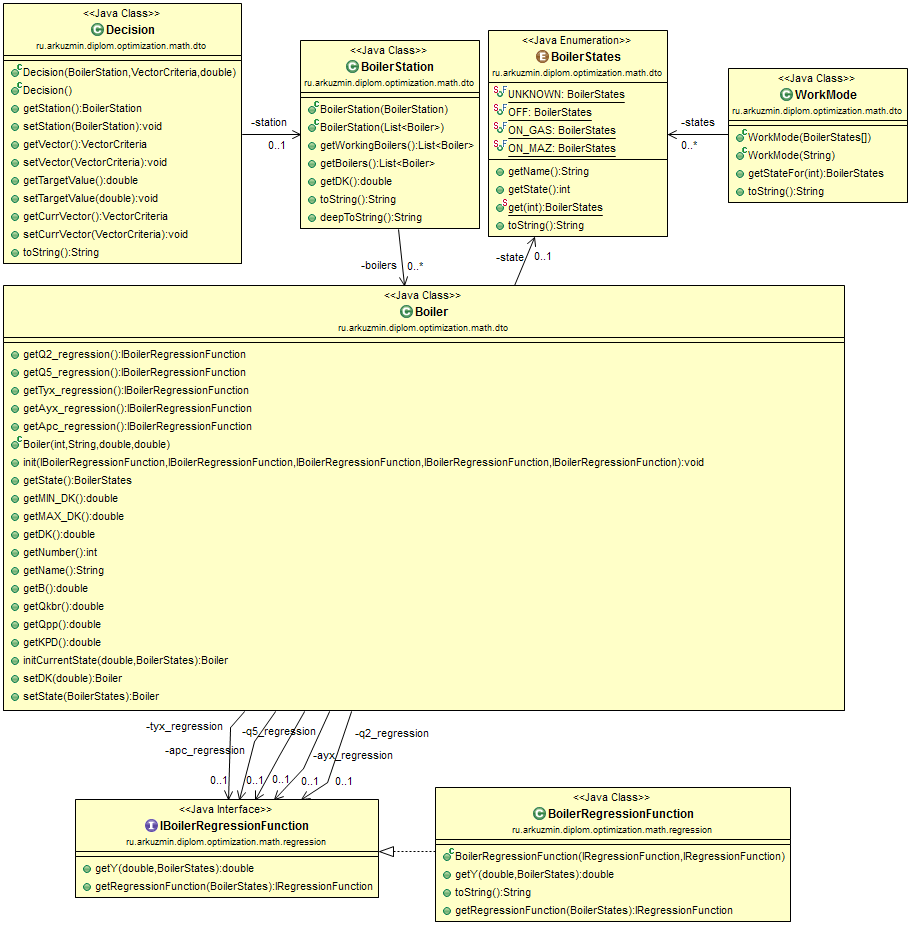 <<Java Class>>
Decision
ru.arkuzmin.diplom.optimization.math.dto
Decision(BoilerStation,VectorCriteria,double)
Decision()
getStation():BoilerStation
setStation(BoilerStation):void
getVector():VectorCriteria
setVector(VectorCriteria):void
getTargetValue():double
setTargetValue(double):void
getCurrVector():VectorCriteria
setCurrVector(VectorCriteria):void
toString():String
-station
0..1
<<Java Class>>
BoilerStation
ru.arkuzmin.diplom.optimization.math.dto
BoilerStation(BoilerStation)
BoilerStation(List<Boiler>)
getWorkingBoilers():List<Boiler>
getBoilers():List<Boiler>
getDK():double
toString():String
deepToString():String
<<Java Enumeration>>
BoilerStates
ru.arkuzmin.diplom.optimization.math.dto
UNKNOWN: BoilerStates
OFF: BoilerStates
ON_GAS: BoilerStates
ON_MAZ: BoilerStates
getName():String
getState():int
get(int):BoilerStates
toString():String
-states
0..*
<<Java Class>>
WorkMode
ru.arkuzmin.diplom.optimization.math.dto
WorkMode(BoilerStates[])
WorkMode(String)
getStateFor(int):BoilerStates
toString():String
-boilers
0..*
-state
0..1
<<Java Class>>
Boiler
ru.arkuzmin.diplom.optimization.math.dto
getQ2_regression():IBoilerRegressionFunction
getQ5_regression():IBoilerRegressionFunction
getTyx_regression():IBoilerRegressionFunction
getAyx_regression():IBoilerRegressionFunction
getApc_regression():IBoilerRegressionFunction
Boiler(int,String,double,double)
init(IBoilerRegressionFunction,IBoilerRegressionFunction,IBoilerRegressionFunction,IBoilerRegressionFunction,IBoilerRegressionFunction):void
getState():BoilerStates
getMIN_DK():double
getMAX_DK():double
getDK():double
getNumber():int
getName():String
getB():double
getQkbr():double
getQpp():double
getKPD():double
initCurrentState(double,BoilerStates):Boiler
setDK(double):Boiler
setState(BoilerStates):Boiler
-tyx_regression
-q5_regression
-q2_regression
-apc_regression
-ayx_regression
0..1
0..1
0..1
0..1
0..1
<<Java Interface>>
IBoilerRegressionFunction
ru.arkuzmin.diplom.optimization.math.regression
getY(double,BoilerStates):double
getRegressionFunction(BoilerStates):IRegressionFunction
<<Java Class>>
BoilerRegressionFunction
ru.arkuzmin.diplom.optimization.math.regression
BoilerRegressionFunction(IRegressionFunction,IRegressionFunction)
getY(double,BoilerStates):double
toString():String
getRegressionFunction(BoilerStates):IRegressionFunction